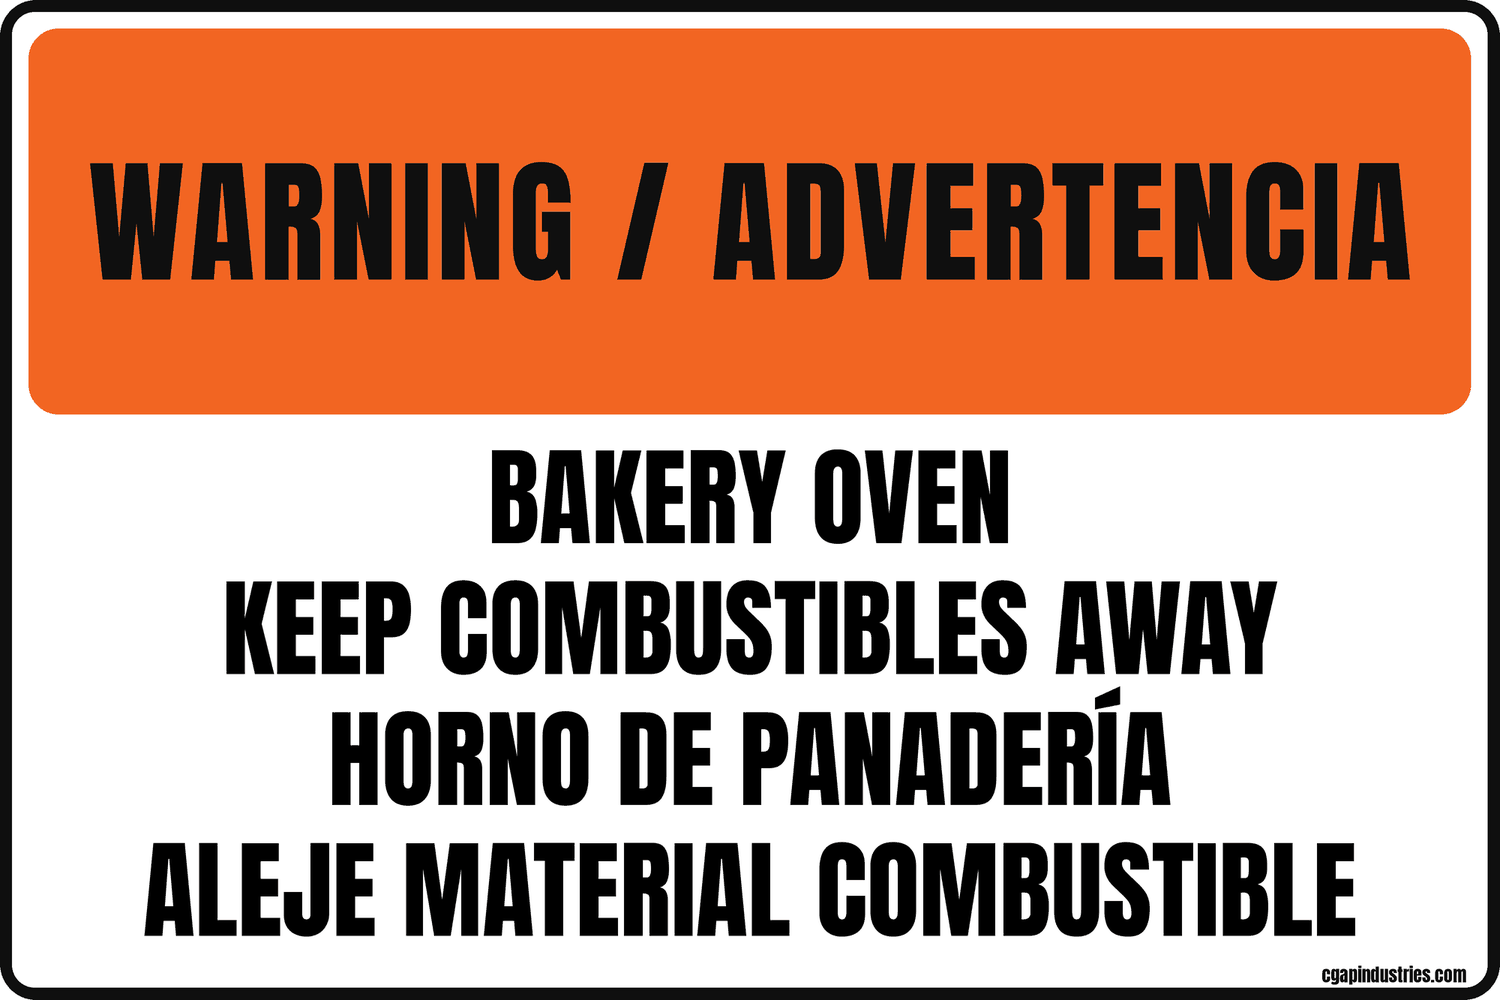 WARNING / ADVERTENCIA
BAKERY OVEN
KEEP COMBUSTIBLES AWAY
HORNO DE PANADERÍA
ALEJE MATERIAL COMBUSTIBLE
cgapindustries.com